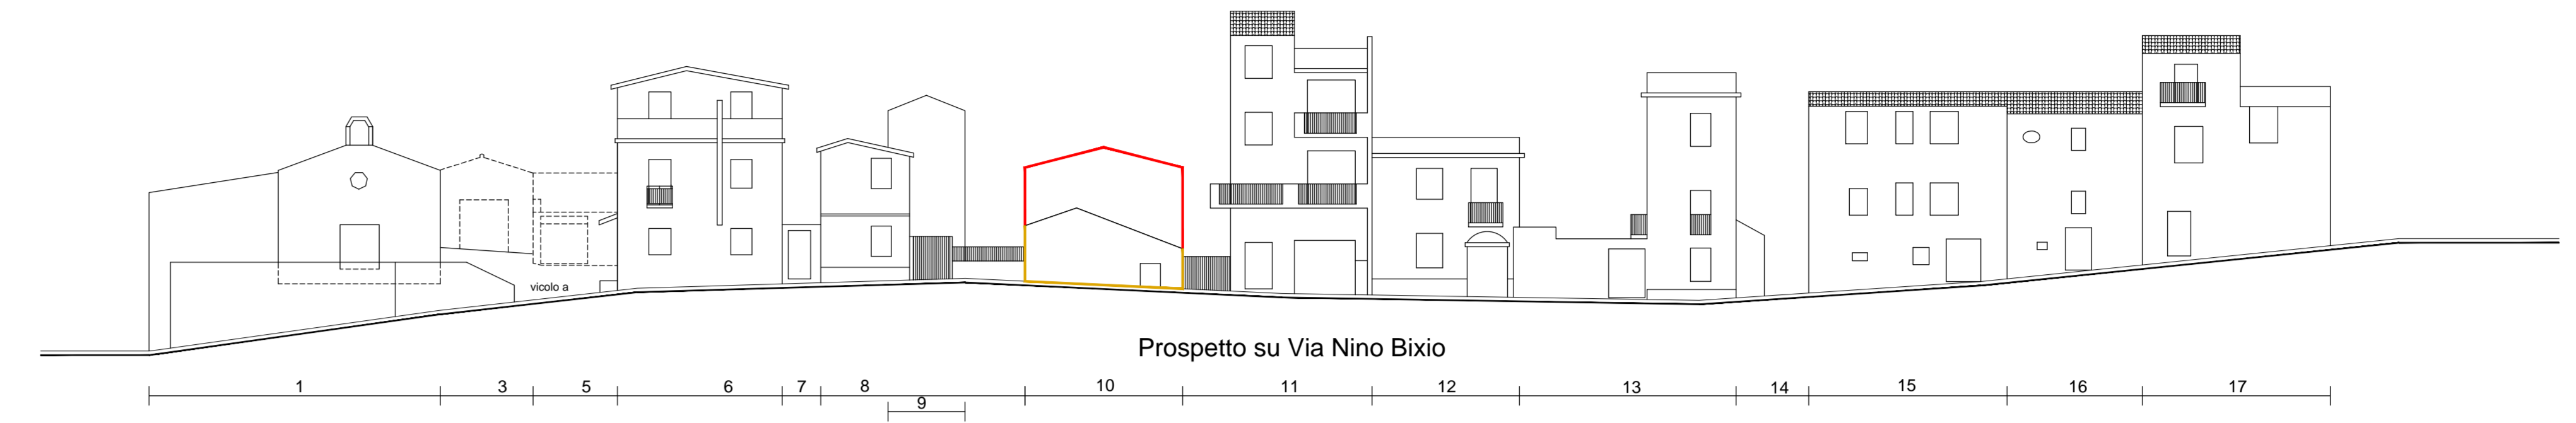 vicolo a
Prospetto su Via Nino Bixio
1 3 5 6 7 8 10 11 12 13 14 15 16 17
9